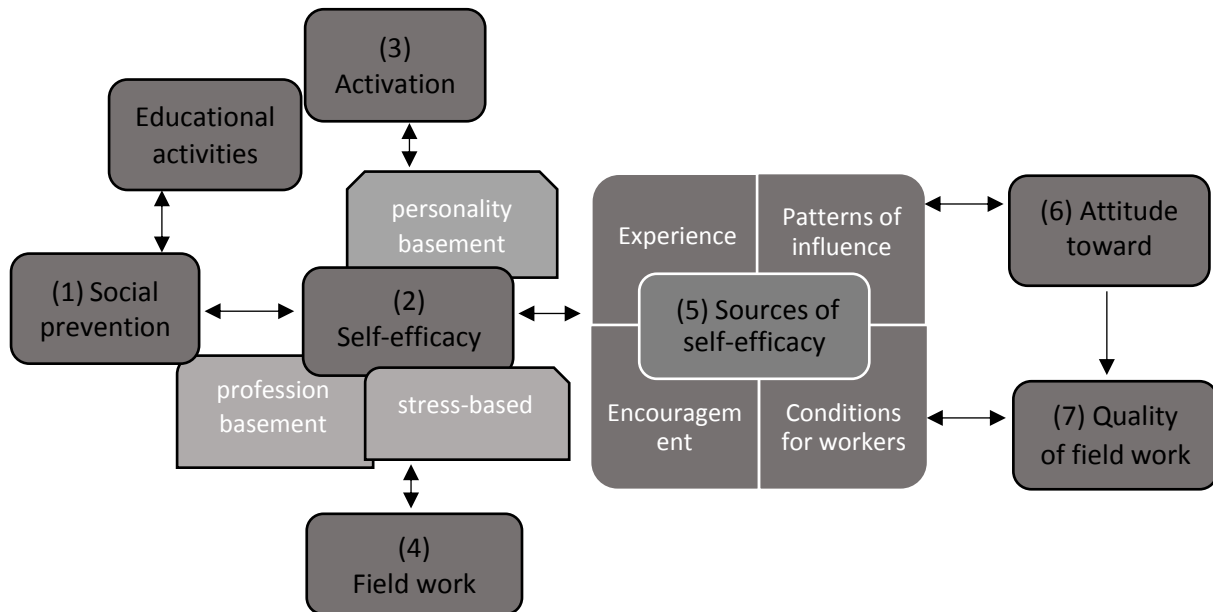 (3)
Activation
Educational
activities
personality
basement
(1) Social
prevention
(2)
Self-efficacy
profession
basement
stress-based
(4)
Field work
Experience
Patterns of
influence
(5) Sources of
self-efficacy
Encouragem
ent
Conditions
for workers
(6) Attitude
toward
(7) Quality
of field work